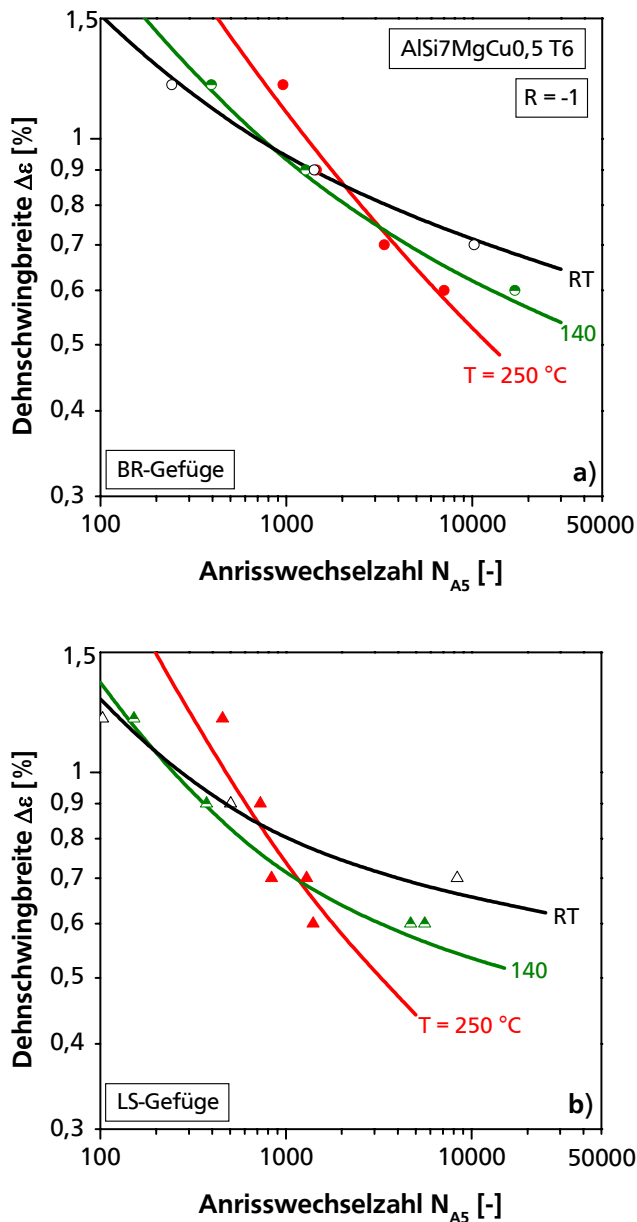 1,5
AlSi7MgCu0,5 T6
R = -1
1
0,9
0,8
0,7
0,6
0,5
0,4
0,3
Dehnschwingbreite Δε [%]
RT
140
T = 250 °C
BR-Gefüge
a)
100
1000
10000
50000
Anrisswechselzahl N_A5 [-]
1,5
1
0,9
0,8
0,7
0,6
0,5
0,4
0,3
Dehnschwingbreite Δε [%]
RT
140
T = 250 °C
LS-Gefüge
b)
100
1000
10000
50000
Anrisswechselzahl N_A5 [-]